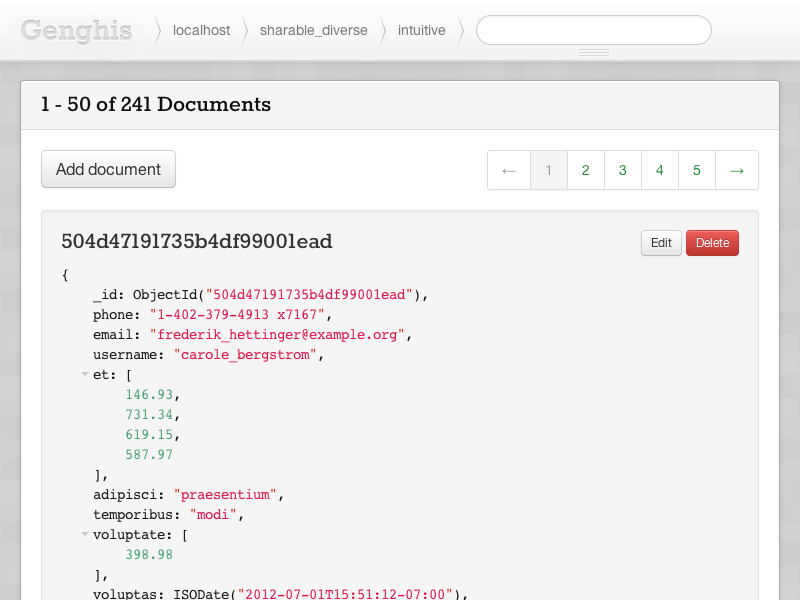 Genghis localhost sharable_diverse intuitive
1 - 50 of 241 Documents
Add document ← 1 2 3 4 5 →
504d47191735b4df99001ead Edit Delete
{
_id: ObjectId("504d47191735b4df99001ead"),
phone: "1-402-379-4913 x7167",
email: "frederik_hettinger@example.org",
username: "carole_bergstrom",
et: [
146.93,
731.34,
619.15,
587.97
],
adipisci: "praesentium",
temporibus: "modi",
voluptate: [
398.98
],
voluptas: ISODate("2012-07-01T15:51:12-07:00"),